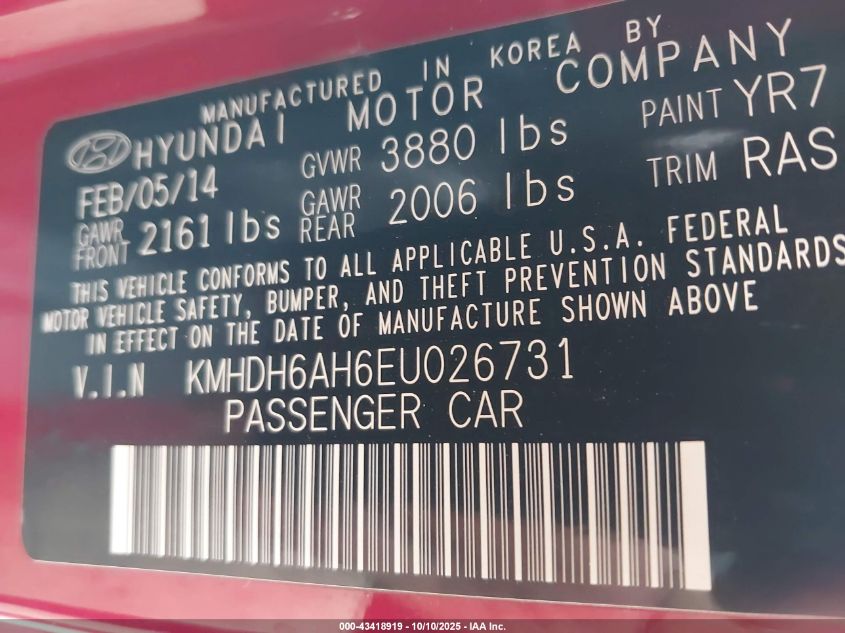 MANUFACTURED IN KOREA BY
HYUNDAI MOTOR COMPANY
FEB/05/14 GVWR 3880 lbs PAINT YR7
GAWR FRONT 2161 lbs GAWR REAR 2006 lbs TRIM RAS
THIS VEHICLE CONFORMS TO ALL APPLICABLE U.S.A. FEDERAL
MOTOR VEHICLE SAFETY, BUMPER, AND THEFT PREVENTION STANDARDS
IN EFFECT ON THE DATE OF MANUFACTURE SHOWN ABOVE
V.I.N KMHDH6AH6EU026731
PASSENGER CAR
000-43418919 - 10/10/2025 - IAA Inc.